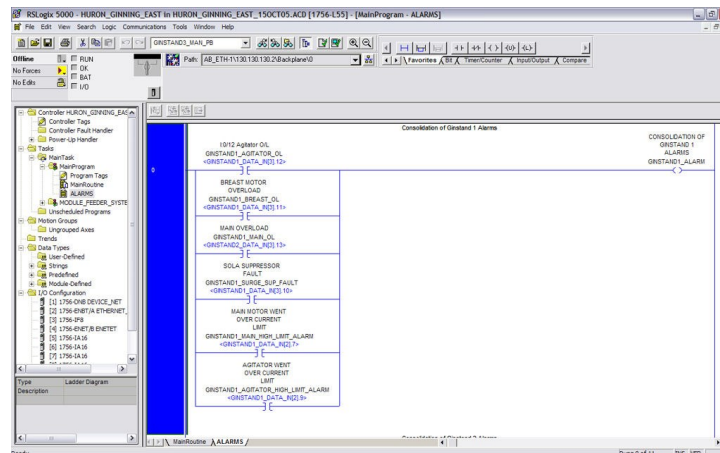 RSLogix 5000 - HURON_GINNING_EAST in HURON_GINNING_EAST_15OCT05.ACD [1756-L55] - [MainProgram - ALARMS]
File Edit View Search Logic Communications Tools Window Help
GINSTAND3_MAN_PB
Offline
RUN
No Forces
OK
BAT
No Edits
I/O
Path: AB_ETH-1\130.130.130.2\Backplane\0
Favorites
Bit
Timer/Counter
Input/Output
Compare
Controller HURON_GINNING_EAS
Controller Tags
Controller Fault Handler
Power-Up Handler
Tasks
MainTask
MainProgram
Program Tags
MainRoutine
ALARMS
MODULE_FEEDER_SYSTE
Unscheduled Programs
Motion Groups
Ungrouped Axes
Trends
Data Types
User-Defined
Strings
Predefined
Module-Defined
I/O Configuration
[1] 1756-DNB DEVICE_NET
[2] 1756-ENBT/A ETHERNET_
[3] 1756-IF8
[4] 1756-ENET/B ENETET
[5] 1756-IA16
[6] 1756-IA16
[7] 1756-IA16
Type Ladder Diagram
Description
Consolidation of Ginstand 1 Alarms
0
10/12 Agitator O/L
GINSTAND1_AGITATOR_OL
<GINSTAND1_DATA_IN[3].12>
BREAST MOTOR
OVERLOAD
GINSTAND1_BREAST_OL
<GINSTAND1_DATA_IN[3].11>
MAIN OVERLOAD
GINSTAND1_MAIN_OL
<GINSTAND2_DATA_IN[3].13>
SOLA SUPPRESSOR
FAULT
GINSTAND1_SURGE_SUP_FAULT
<GINSTAND1_DATA_IN[3].10>
MAIN MOTOR WENT
OVER CURRENT
LIMIT
GINSTAND1_MAIN_HIGH_LIMIT_ALARM
<GINSTAND1_DATA_IN[2].7>
AGITATOR WENT
OVER CURRENT
LIMIT
GINSTAND1_AGITATOR_HIGH_LIMIT_ALARM
<GINSTAND1_DATA_IN[2].9>
CONSOLIDATION OF
GINSTAND 1
ALARMS
GINSTAND1_ALARM
MainRoutine
ALARMS